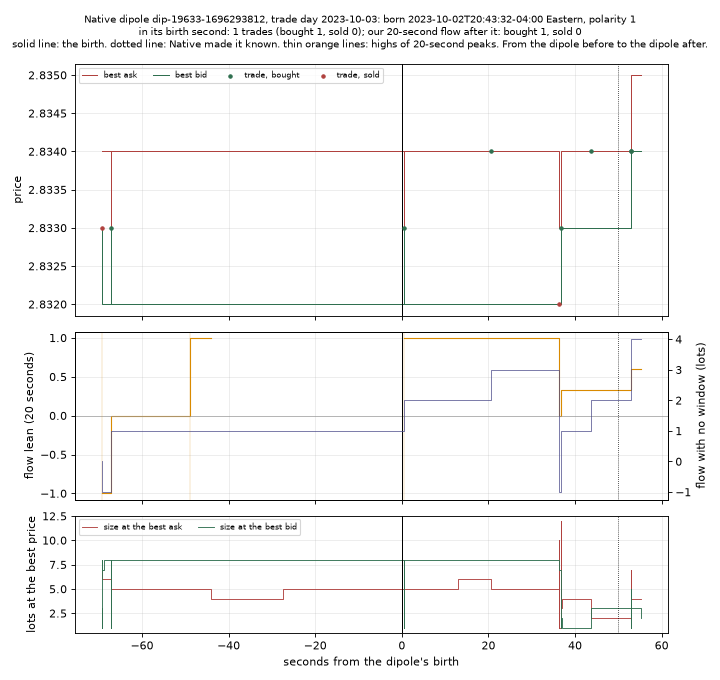 Native dipole dip-19633-1696293812, trade day 2023-10-03: born 2023-10-02T20:43:32-04:00 Eastern, polarity 1
in its birth second: 1 trades (bought 1, sold 0); our 20-second flow after it: bought 1, sold 0
solid line: the birth. dotted line: Native made it known. thin orange lines: highs of 20-second peaks. From the dipole before to the dipole after.
best ask best bid trade, bought trade, sold
2.8350
2.8345
2.8340
2.8335
2.8330
2.8325
2.8320
price
1.0
0.5
0.0
−0.5
−1.0
flow lean (20 seconds)
4
3
2
1
0
−1
flow with no window (lots)
size at the best ask size at the best bid
12.5
10.0
7.5
5.0
2.5
lots at the best price
−60 −40 −20 0 20 40 60
seconds from the dipole's birth